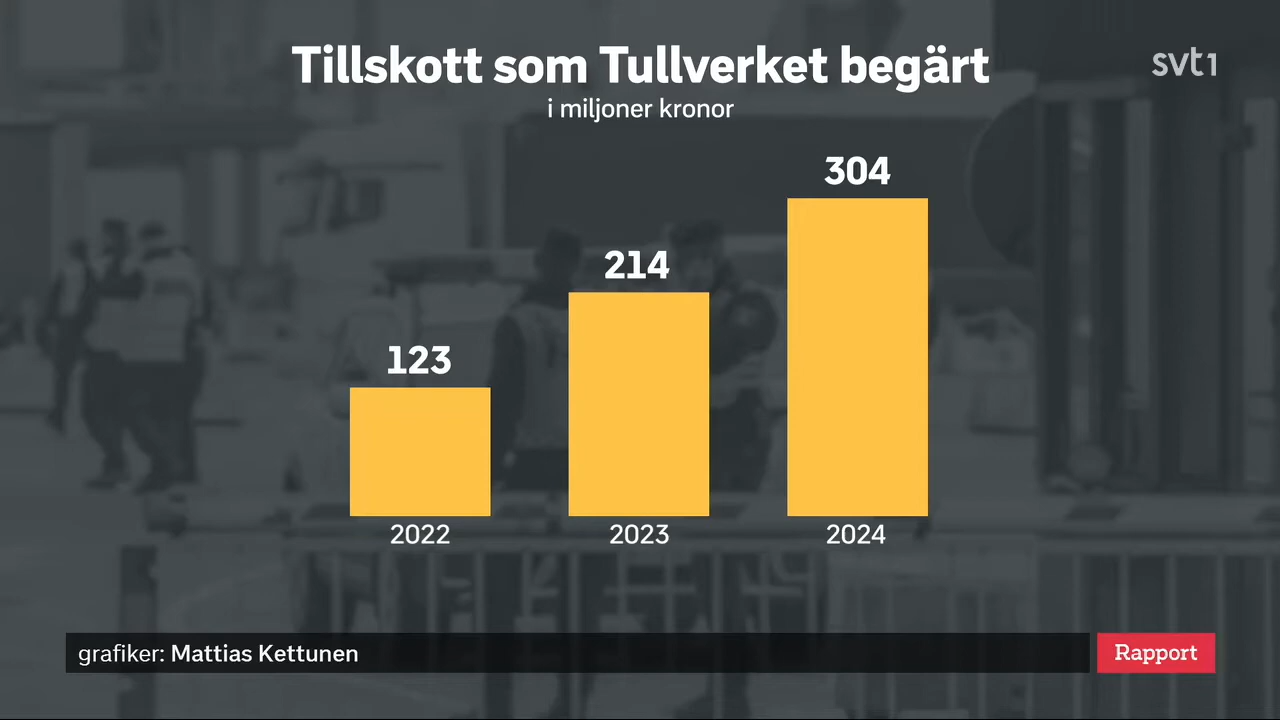 Tillskott som Tullverket begärt
svt1
i miljoner kronor
304
214
123
2022
2023
2024
grafiker: Mattias Kettunen
Rapport